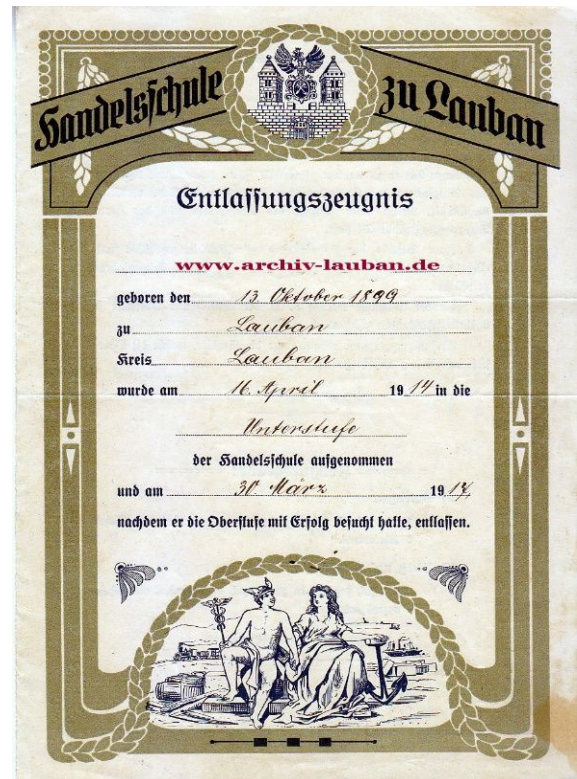 Handelsschule zu Lauban
Entlassungszeugnis
www.archiv-lauban.de
geboren den 13 Oktober 1899
zu Lauban
Kreis Lauban
wurde am 16. April 1914 in die
Unterstufe
der Handelsschule aufgenommen
und am 30. März 1917,
nachdem er die Oberstufe mit Erfolg besucht hatte, entlassen.